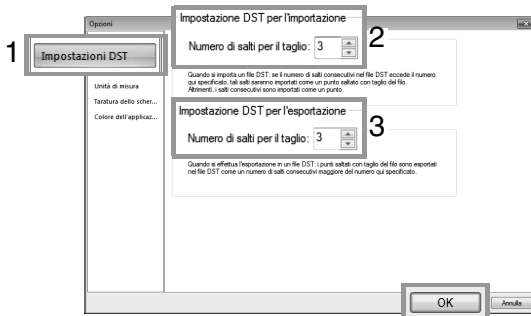 Opzioni
1
Impostazioni DST
Unità di misura
Taratura dello scher...
Colore dell'applicaz...
Impostazione DST per l'importazione
Numero di salti per il taglio: 3
2
Quando si importa un file DST: se il numero di salti consecutivi nel file DST eccede il numero
qui specificato, tali salti saranno importati come un punto saltato con taglio del filo.
Altrimenti, i salti consecutivi sono importati come un punto.
Impostazione DST per l'esportazione
Numero di salti per il taglio: 3
3
Quando si effettua l'esportazione in un file DST: i punti saltati con taglio del filo sono esportati
nel file DST come un numero di salti consecutivi maggiore del numero qui specificato.
OK
Annulla